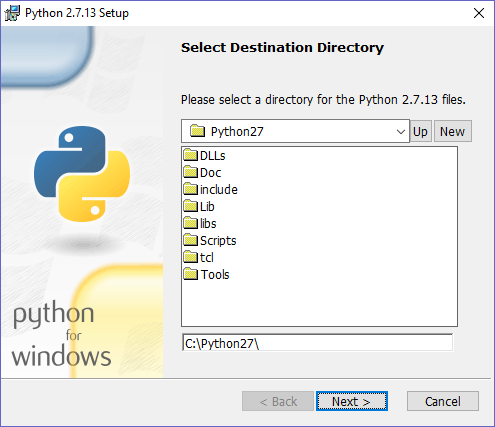 Python 2.7.13 Setup
Select Destination Directory
Please select a directory for the Python 2.7.13 files.
Python27
Up
New
DLLs
Doc
include
Lib
libs
Scripts
tcl
Tools
C:\Python27\
python
for
windows
< Back
Next >
Cancel